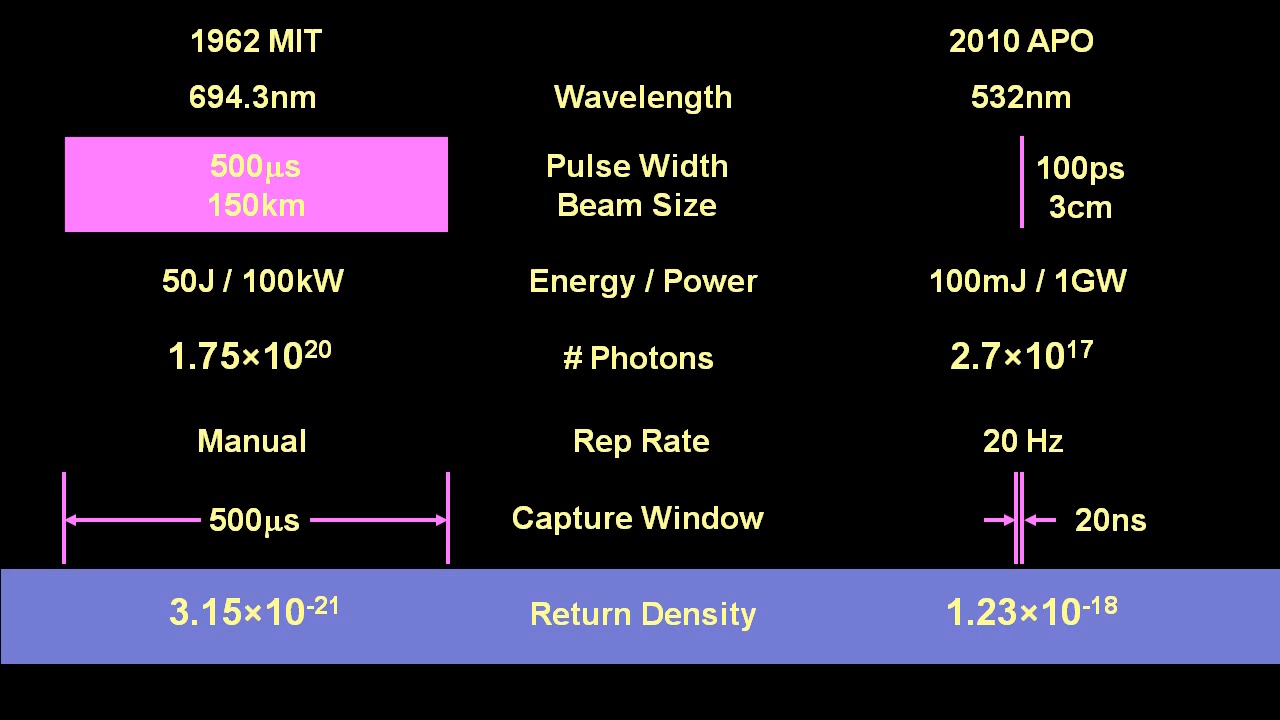 1962 MIT 2010 APO
694.3nm Wavelength 532nm
500μs Pulse Width 100ps
150km Beam Size 3cm
50J / 100kW Energy / Power 100mJ / 1GW
1.75×10²⁰ # Photons 2.7×10¹⁷
Manual Rep Rate 20 Hz
500μs Capture Window 20ns
3.15×10⁻²¹ Return Density 1.23×10⁻¹⁸